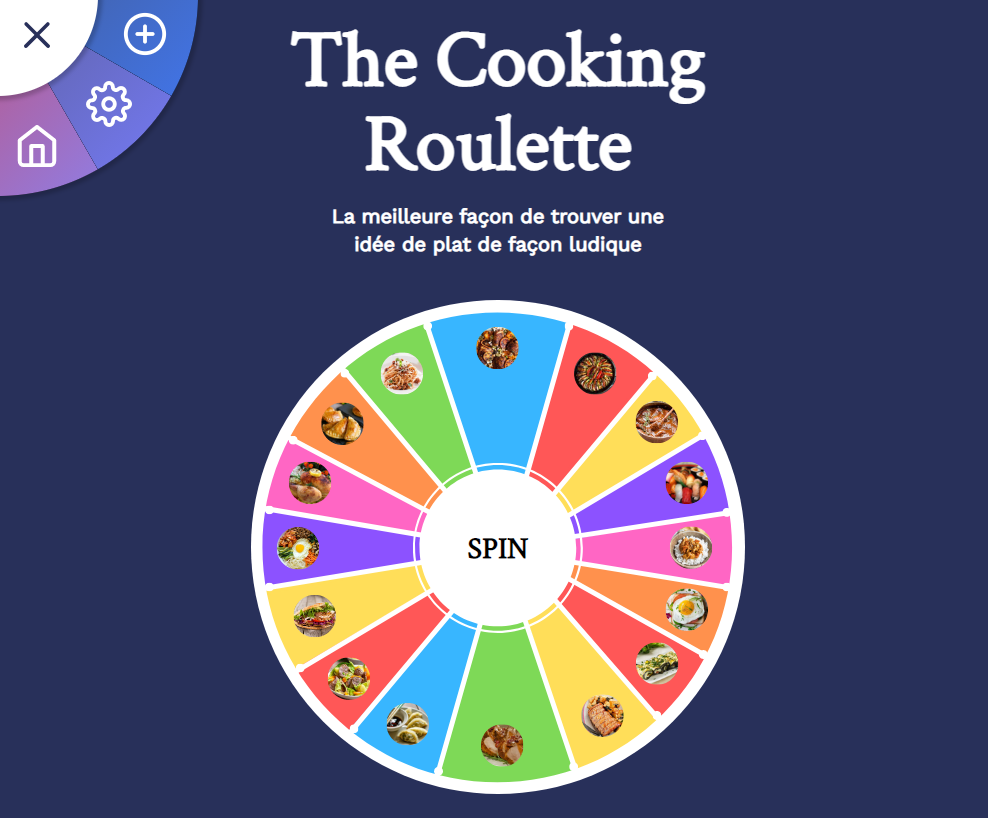 The Cooking
Roulette
La meilleure façon de trouver une
idée de plat de façon ludique
SPIN